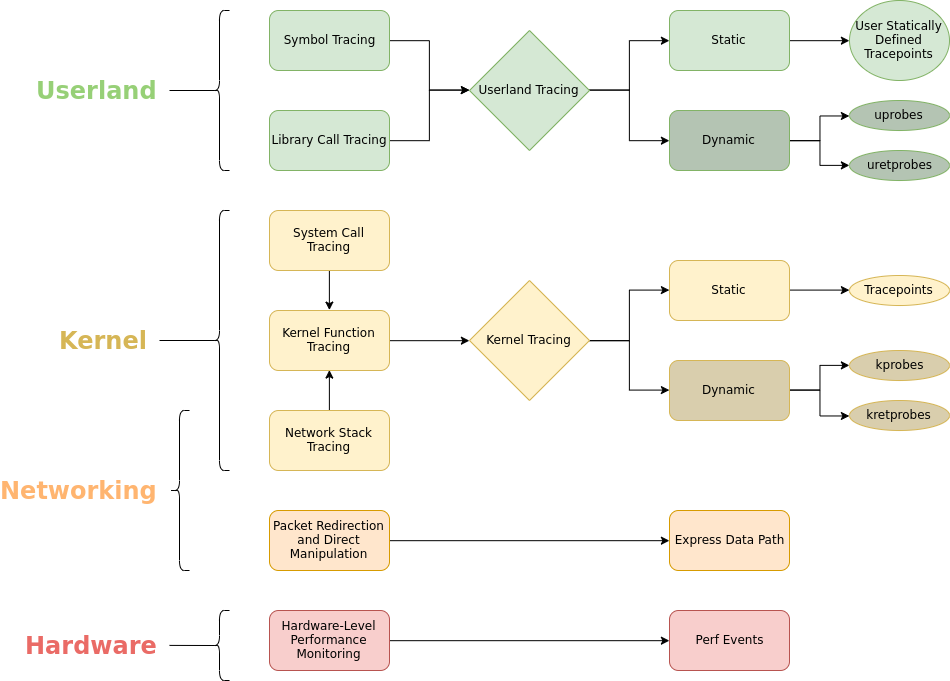 Userland
Symbol Tracing
Library Call Tracing
Userland Tracing
Static
User Statically
Defined
Tracepoints
Dynamic
uprobes
uretprobes
Kernel
System Call
Tracing
Kernel Function
Tracing
Network Stack
Tracing
Kernel Tracing
Static
Tracepoints
Dynamic
kprobes
kretprobes
Networking
Packet Redirection
and Direct
Manipulation
Express Data Path
Hardware
Hardware-Level
Performance
Monitoring
Perf Events